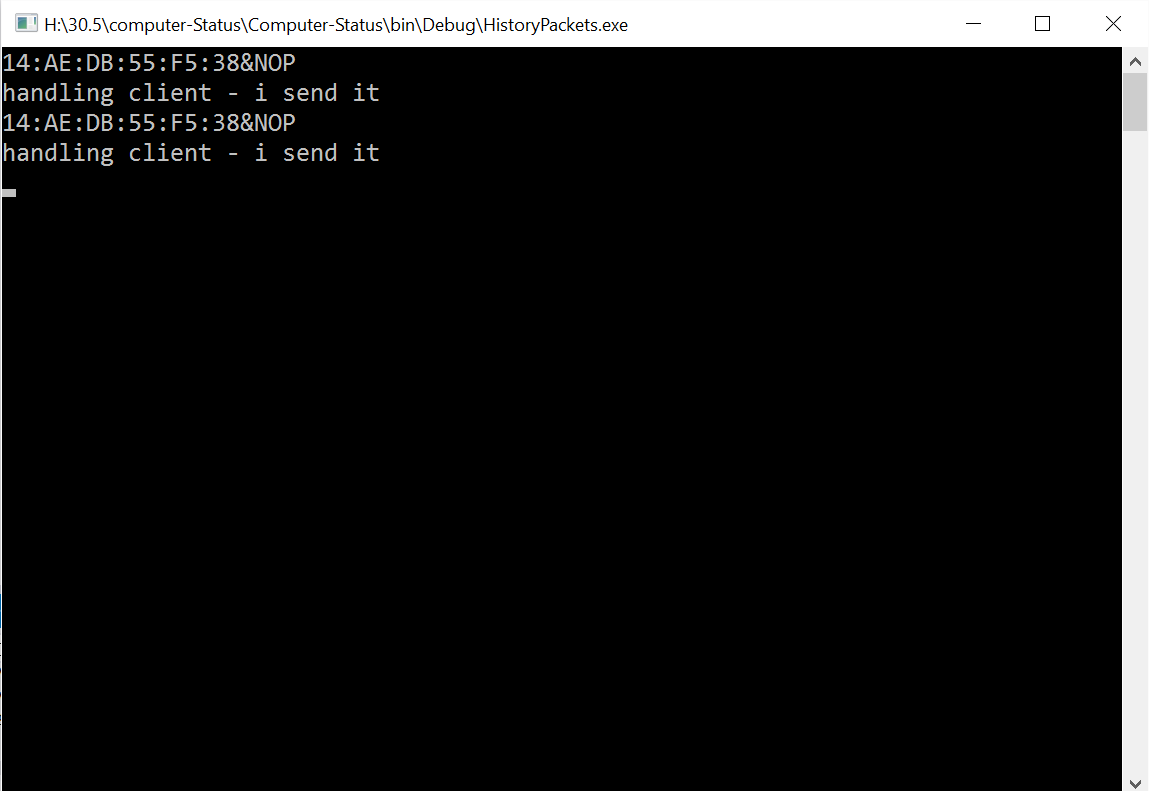 H:\30.5\computer-Status\Computer-Status\bin\Debug\HistoryPackets.exe
14:AE:DB:55:F5:38&NOP
handling client - i send it
14:AE:DB:55:F5:38&NOP
handling client - i send it